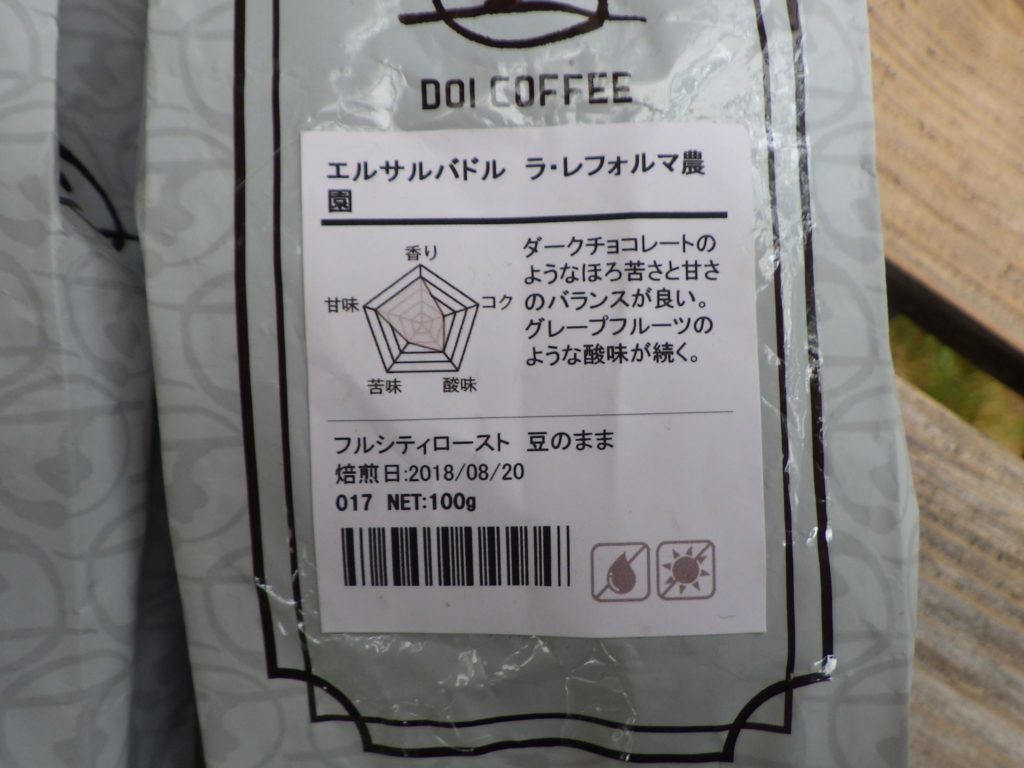 DOI COFFEE
エルサルバドル ラ・レフォルマ農
園
香り
甘味
コク
苦味
酸味
ダークチョコレートの
ようなほろ苦さと甘さ
のバランスが良い。
グレープフルーツの
ような酸味が続く。
フルシティロースト 豆のまま
焙煎日:2018/08/20
017 NET:100g